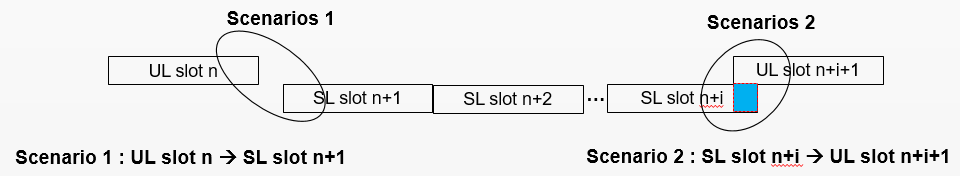 Scenarios 1
Scenarios 2
UL slot n
UL slot n+i+1
SL slot n+1
SL slot n+2
...
SL slot n+i
Scenario 1 : UL slot n → SL slot n+1
Scenario 2 : SL slot n+i → UL slot n+i+1